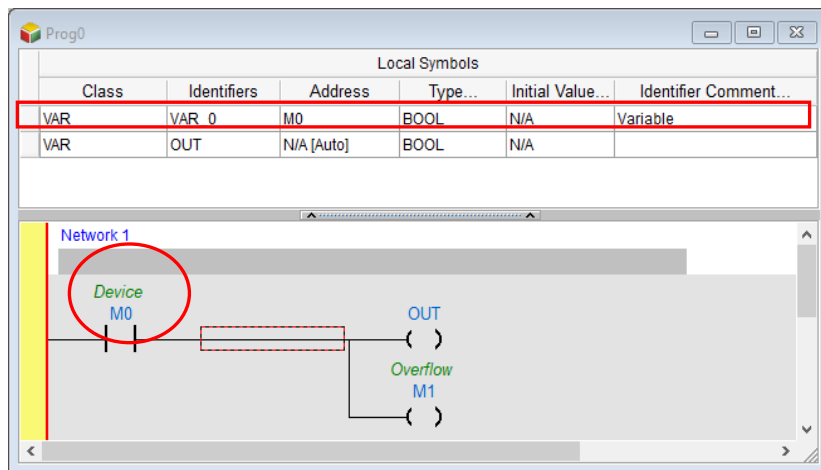 Prog0
Local Symbols
Class Identifiers Address Type... Initial Value... Identifier Comment...
VAR VAR_0 M0 BOOL N/A Variable
VAR OUT N/A [Auto] BOOL N/A
Network 1
Device
M0 OUT
Overflow
M1